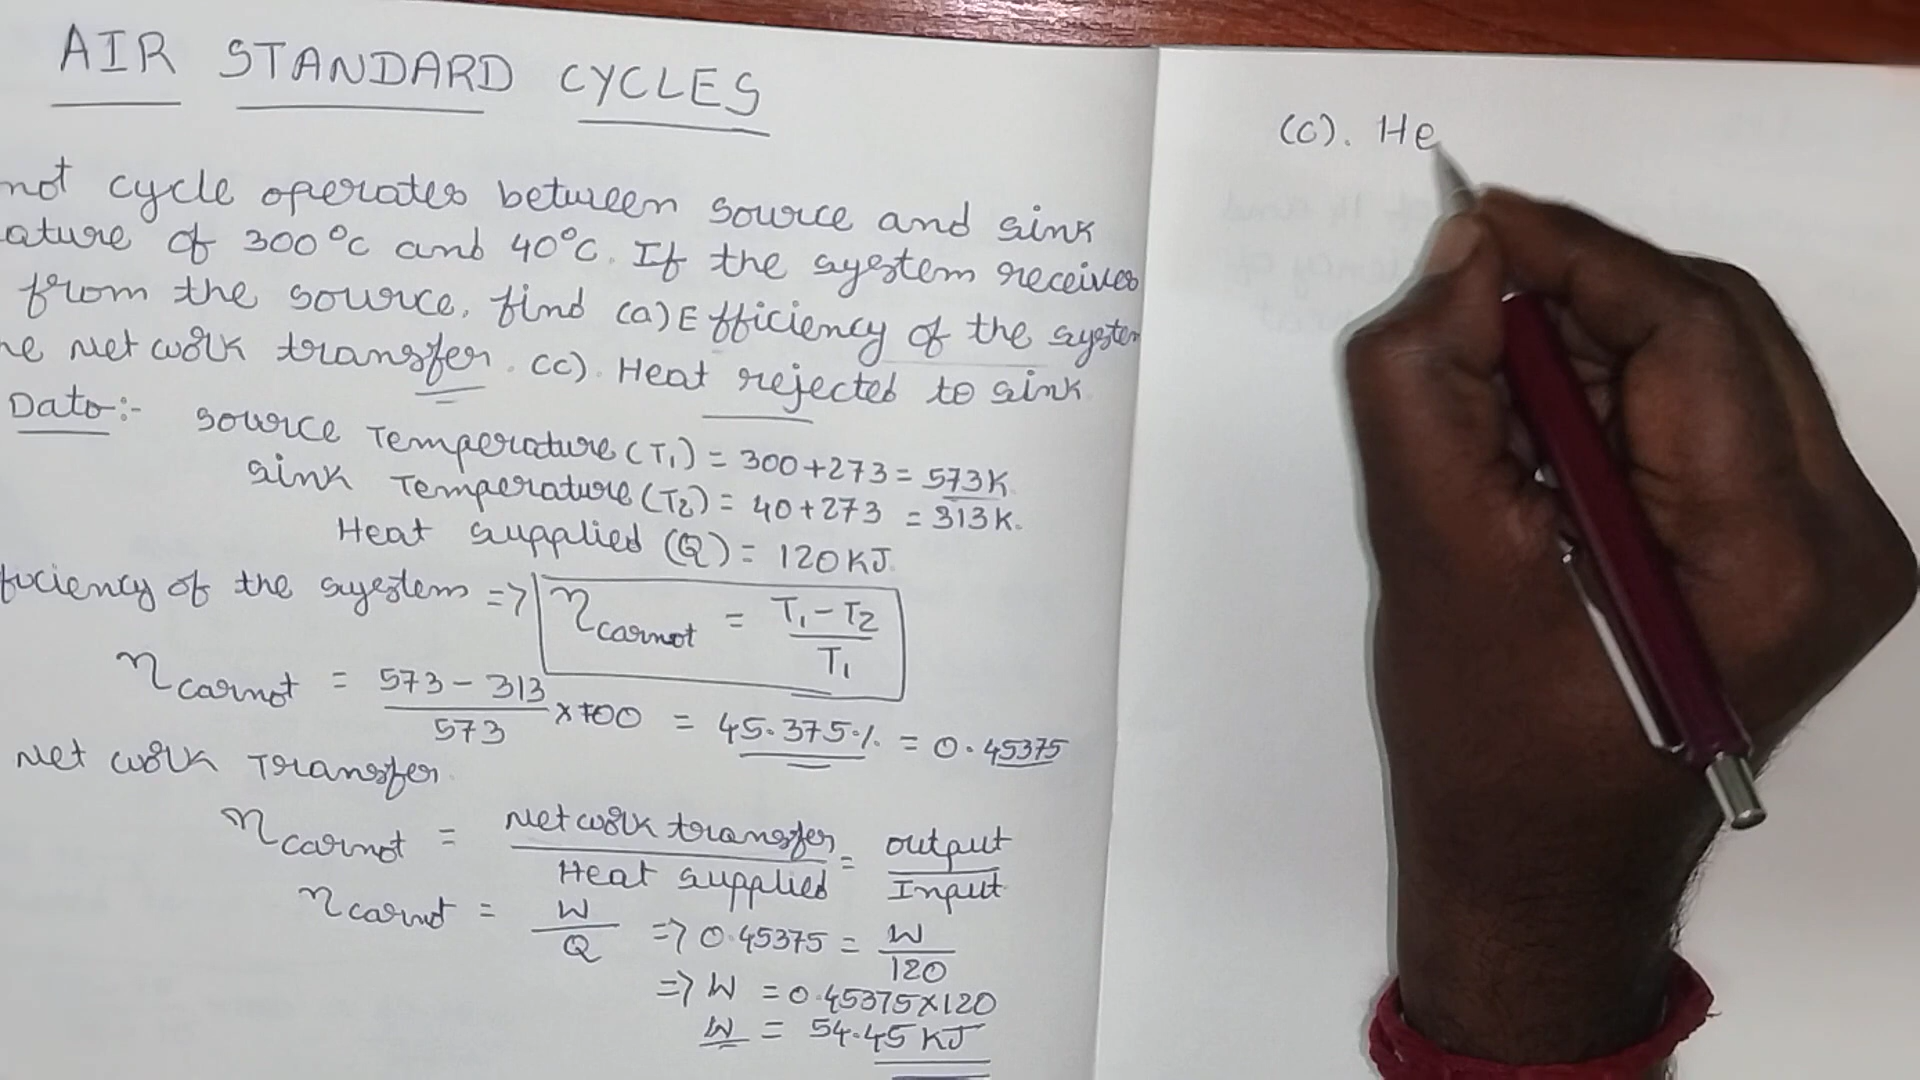 AIR STANDARD CYCLES
not cycle operates between source and sink
ature of 300°C and 40°C. If the system receives
from the source, find (a) Efficiency of the system
he Net work transfer. (c). Heat rejected to sink
Data:- Source Temperature (T1) = 300+273 = 573K
Sink Temperature (T2) = 40+273 = 313K.
Heat supplied (Q) = 120KJ.
ficiency of the system => ηcarnot = T1-T2 / T1
ηcarnot = 573-313 / 573 ×100 = 45.375% = 0.45375
Net work Transfer.
ηcarnot = Net work transfer / Heat supplied = output / Input
ηcarnot = W / Q => 0.45375 = W / 120
=> W = 0.45375×120
W = 54.45 KJ
(c). He